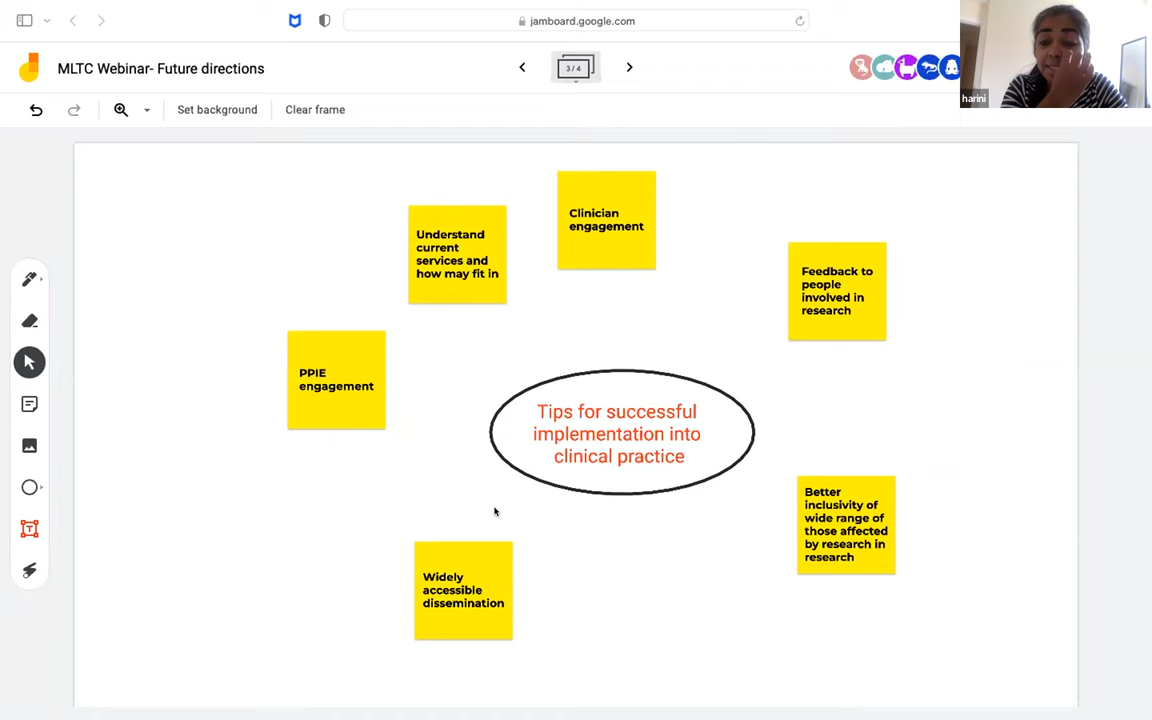 jamboard.google.com
MLTC Webinar- Future directions
3 / 4
harini
Set background
Clear frame
Clinician
engagement
Understand
current
services and
how may fit in
Feedback to
people
involved in
research
PPIE
engagement
Tips for successful
implementation into
clinical practice
Better
inclusivity of
wide range of
those affected
by research in
research
Widely
accessible
dissemination
T